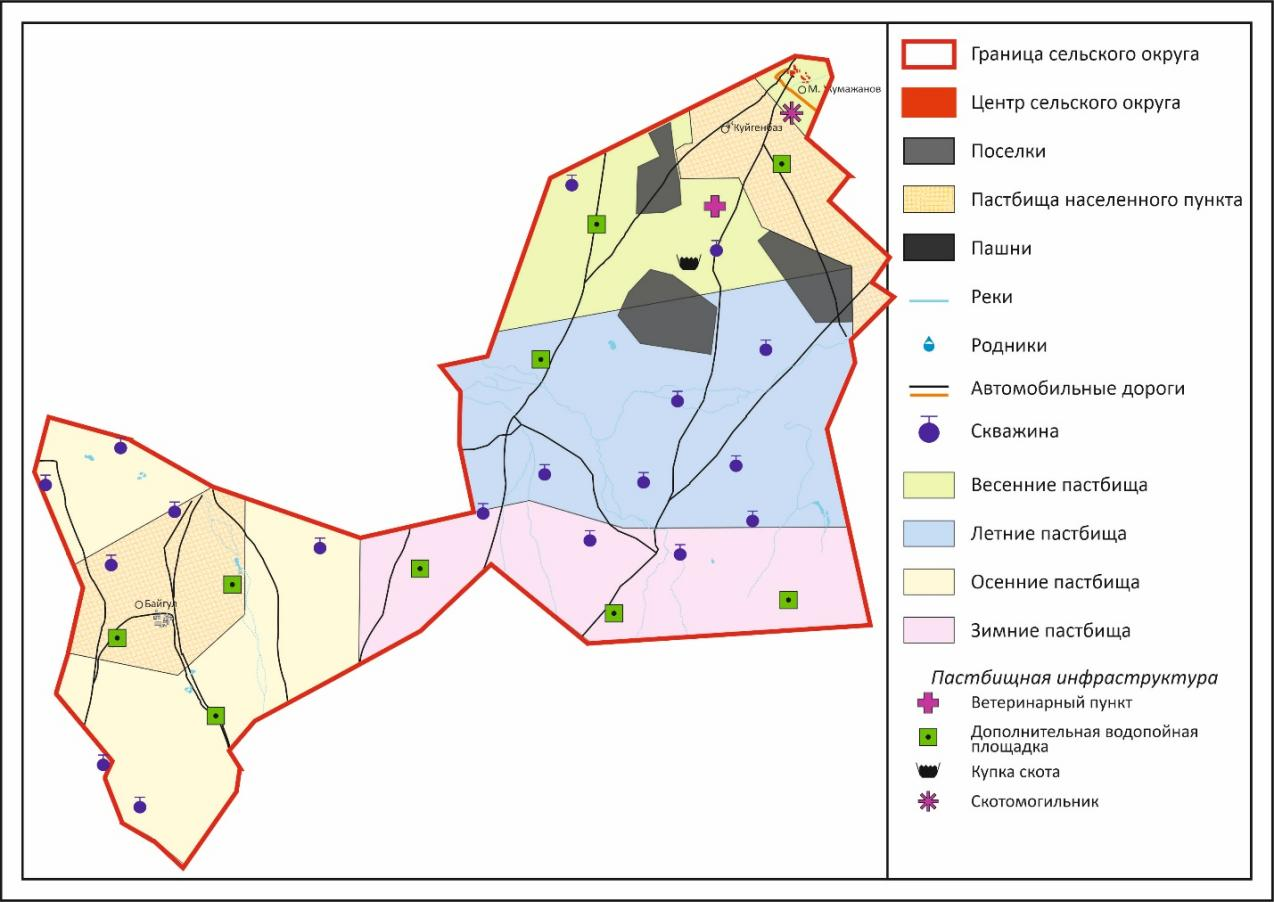 М. Жумажанов
Куйгенбаз
Байгул
Граница сельского округа
Центр сельского округа
Поселки
Пастбища населенного пункта
Пашни
Реки
Родники
Автомобильные дороги
Скважина
Весенние пастбища
Летние пастбища
Осенние пастбища
Зимние пастбища
Пастбищная инфраструктура
Ветеринарный пункт
Дополнительная водопойная
площадка
Купка скота
Скотомогильник